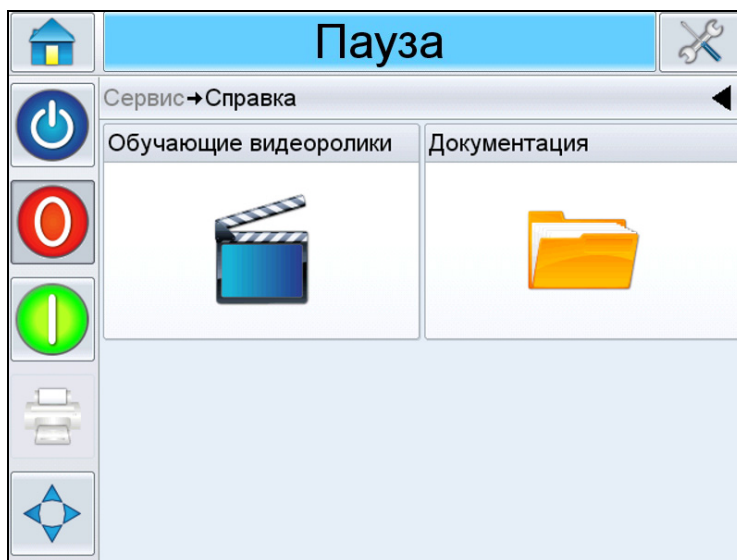 Пауза
Сервис→Справка
Обучающие видеоролики
Документация